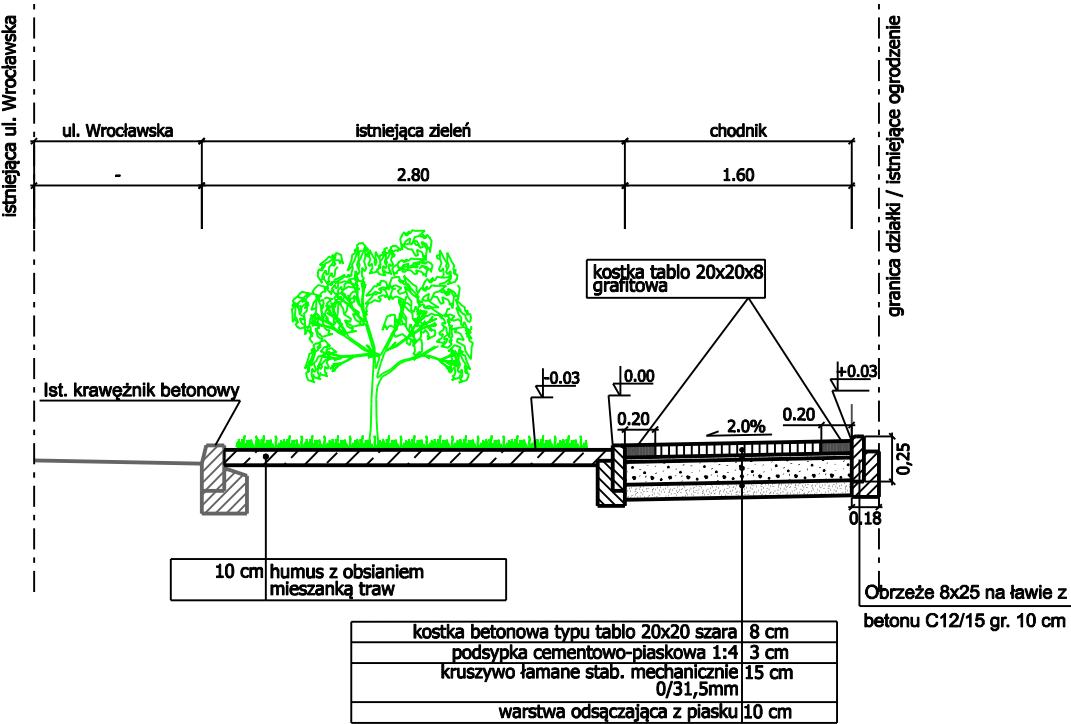 istniejąca ul. Wrocławska
ul. Wrocławska
istniejąca zieleń
chodnik
-
2.80
1.60
granica działki / istniejące ogrodzenie
kostka tablo 20x20x8
grafitowa
Ist. krawężnik betonowy
-0.03
0.00
+0.03
0.20
2.0%
0.20
0,25
0.18
10 cm humus z obsianiem
mieszanką traw
Obrzeże 8x25 na ławie z
betonu C12/15 gr. 10 cm
kostka betonowa typu tablo 20x20 szara 8 cm
podsypka cementowo-piaskowa 1:4 3 cm
kruszywo łamane stab. mechanicznie 15 cm
0/31,5mm
warstwa odsączająca z piasku 10 cm